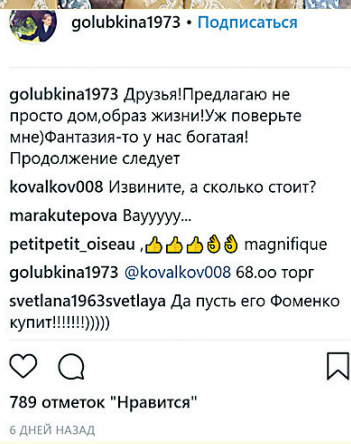 golubkina1973 • Подписаться
golubkina1973 Друзья!Предлагаю не
просто дом,образ жизни!Уж поверьте
мне)Фантазия-то у нас богатая!
Продолжение следует
kovalkov008 Извините, а сколько стоит?
marakutepova Вауууу...
petitpetit_oiseau ,👍👍👍👌👌 magnifique
golubkina1973 @kovalkov008 68.oo торг
svetlana1963svetlaya Да пусть его Фоменко
купит!!!!!!!)))))
789 отметок "Нравится"
6 ДНЕЙ НАЗАД